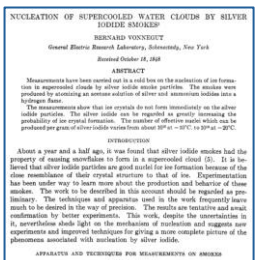 NUCLEATION OF SUPERCOOLED WATER CLOUDS BY SILVER
IODIDE SMOKES¹
BERNARD VONNEGUT
General Electric Research Laboratory, Schenectady, New York
Received October 18, 1948
ABSTRACT
Measurements have been carried out in a cold box on the nucleation of ice forma-
tion in supercooled clouds by silver iodide smoke particles. The smokes were
produced by atomizing an acetone solution of silver and ammonium iodides into a
hydrogen flame.
The measurements show that ice crystals do not form immediately on the silver
iodide particles. The silver iodide can be regarded as greatly increasing the
probability of ice crystal formation. The number of effective nuclei which can be
produced per gram of silver iodide varies from about at to at −20°C.
INTRODUCTION
About a year and a half ago, it was found that silver iodide smokes had the
property of causing snowflakes to form in a supercooled cloud (5). It is be-
lieved that silver iodide particles are good nuclei for ice formation because of the
close resemblance of their crystal structure to that of ice. Experimentation
has been under way to learn more about the production and behavior of these
smokes. The work to be described in this account should be regarded as pre-
liminary. The techniques and apparatus used in the work frequently leave
much to be desired in the way of precision. The results are tentative and await
confirmation by better experiments. This work, despite the uncertainties in
it, nevertheless sheds light on the mechanism of nucleation and suggests new
experiments and improved techniques for giving a more complete picture of the
phenomena associated with nucleation by silver iodide.
APPARATUS AND TECHNIQUES FOR MEASUREMENTS ON SMOKES